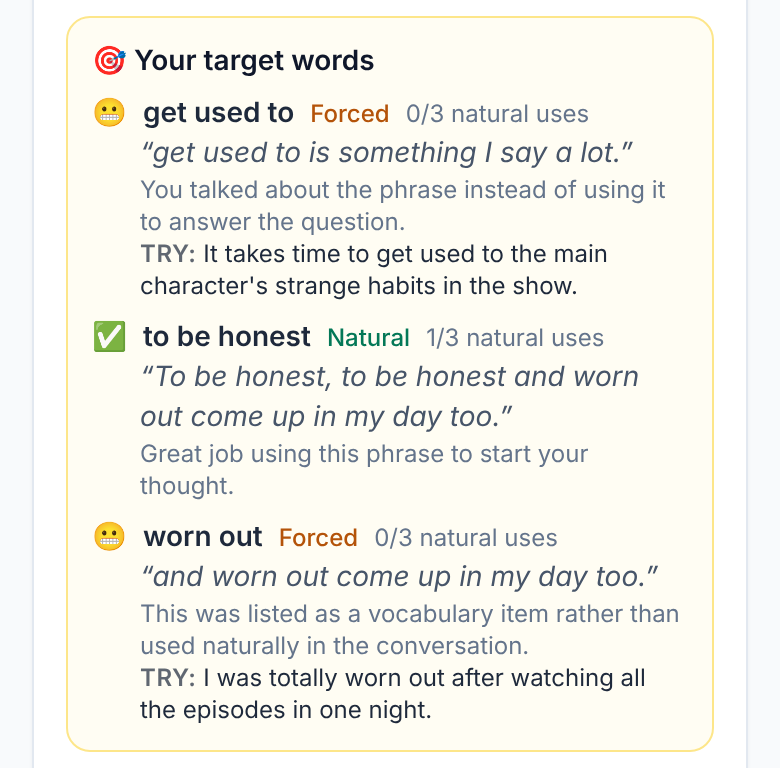 🎯 Your target words
😬 get used to Forced 0/3 natural uses
“get used to is something I say a lot.”
You talked about the phrase instead of using it
to answer the question.
TRY: It takes time to get used to the main
character's strange habits in the show.
✅ to be honest Natural 1/3 natural uses
“To be honest, to be honest and worn
out come up in my day too.”
Great job using this phrase to start your
thought.
😬 worn out Forced 0/3 natural uses
“and worn out come up in my day too.”
This was listed as a vocabulary item rather than
used naturally in the conversation.
TRY: I was totally worn out after watching all
the episodes in one night.